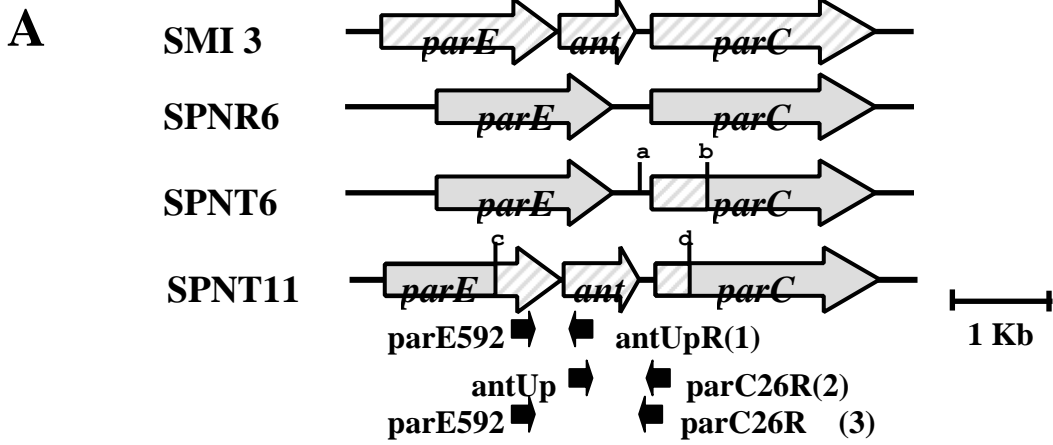 A
SMI 3 parE ant parC
SPNR6 parE parC
a b
SPNT6 parE parC
c d
SPNT11 parE ant parC
parE592 antUpR(1)
1 Kb
antUp parC26R(2)
parE592 parC26R (3)